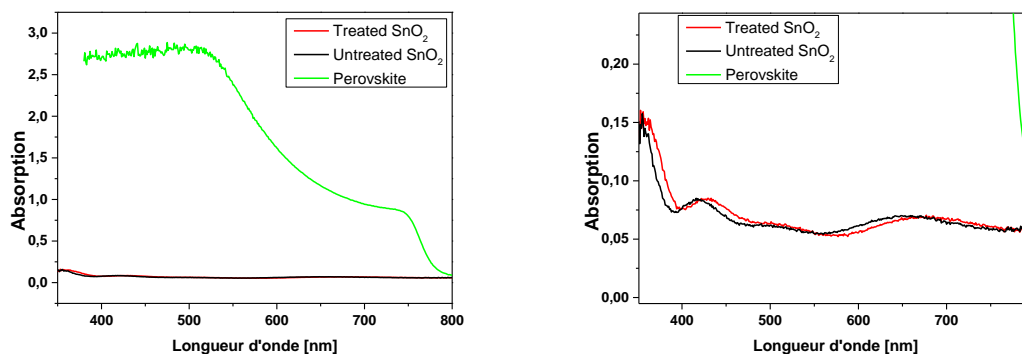 3,0
2,5
2,0
1,5
1,0
0,5
0,0
Absorption
Treated SnO2
Untreated SnO2
Perovskite
400 500 600 700 800
Longueur d'onde [nm]
0,20
0,15
0,10
0,05
0,00
Absorption
Treated SnO2
Untreated SnO2
Perovskite
400 500 600 700
Longueur d'onde [nm]